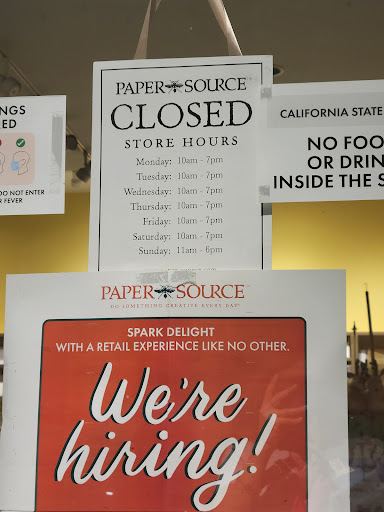 PAPER SOURCE
CLOSED
STORE HOURS
Monday: 10am - 7pm
Tuesday: 10am - 7pm
Wednesday: 10am - 7pm
Thursday: 10am - 7pm
Friday: 10am - 7pm
Saturday: 10am - 7pm
Sunday: 11am - 6pm
NGS
ED
DO NOT ENTER
FEVER
CALIFORNIA STATE
NO FOO
OR DRIN
INSIDE THE S
PAPER SOURCE
DO SOMETHING CREATIVE EVERY DAY
SPARK DELIGHT
WITH A RETAIL EXPERIENCE LIKE NO OTHER.
We're
hiring!